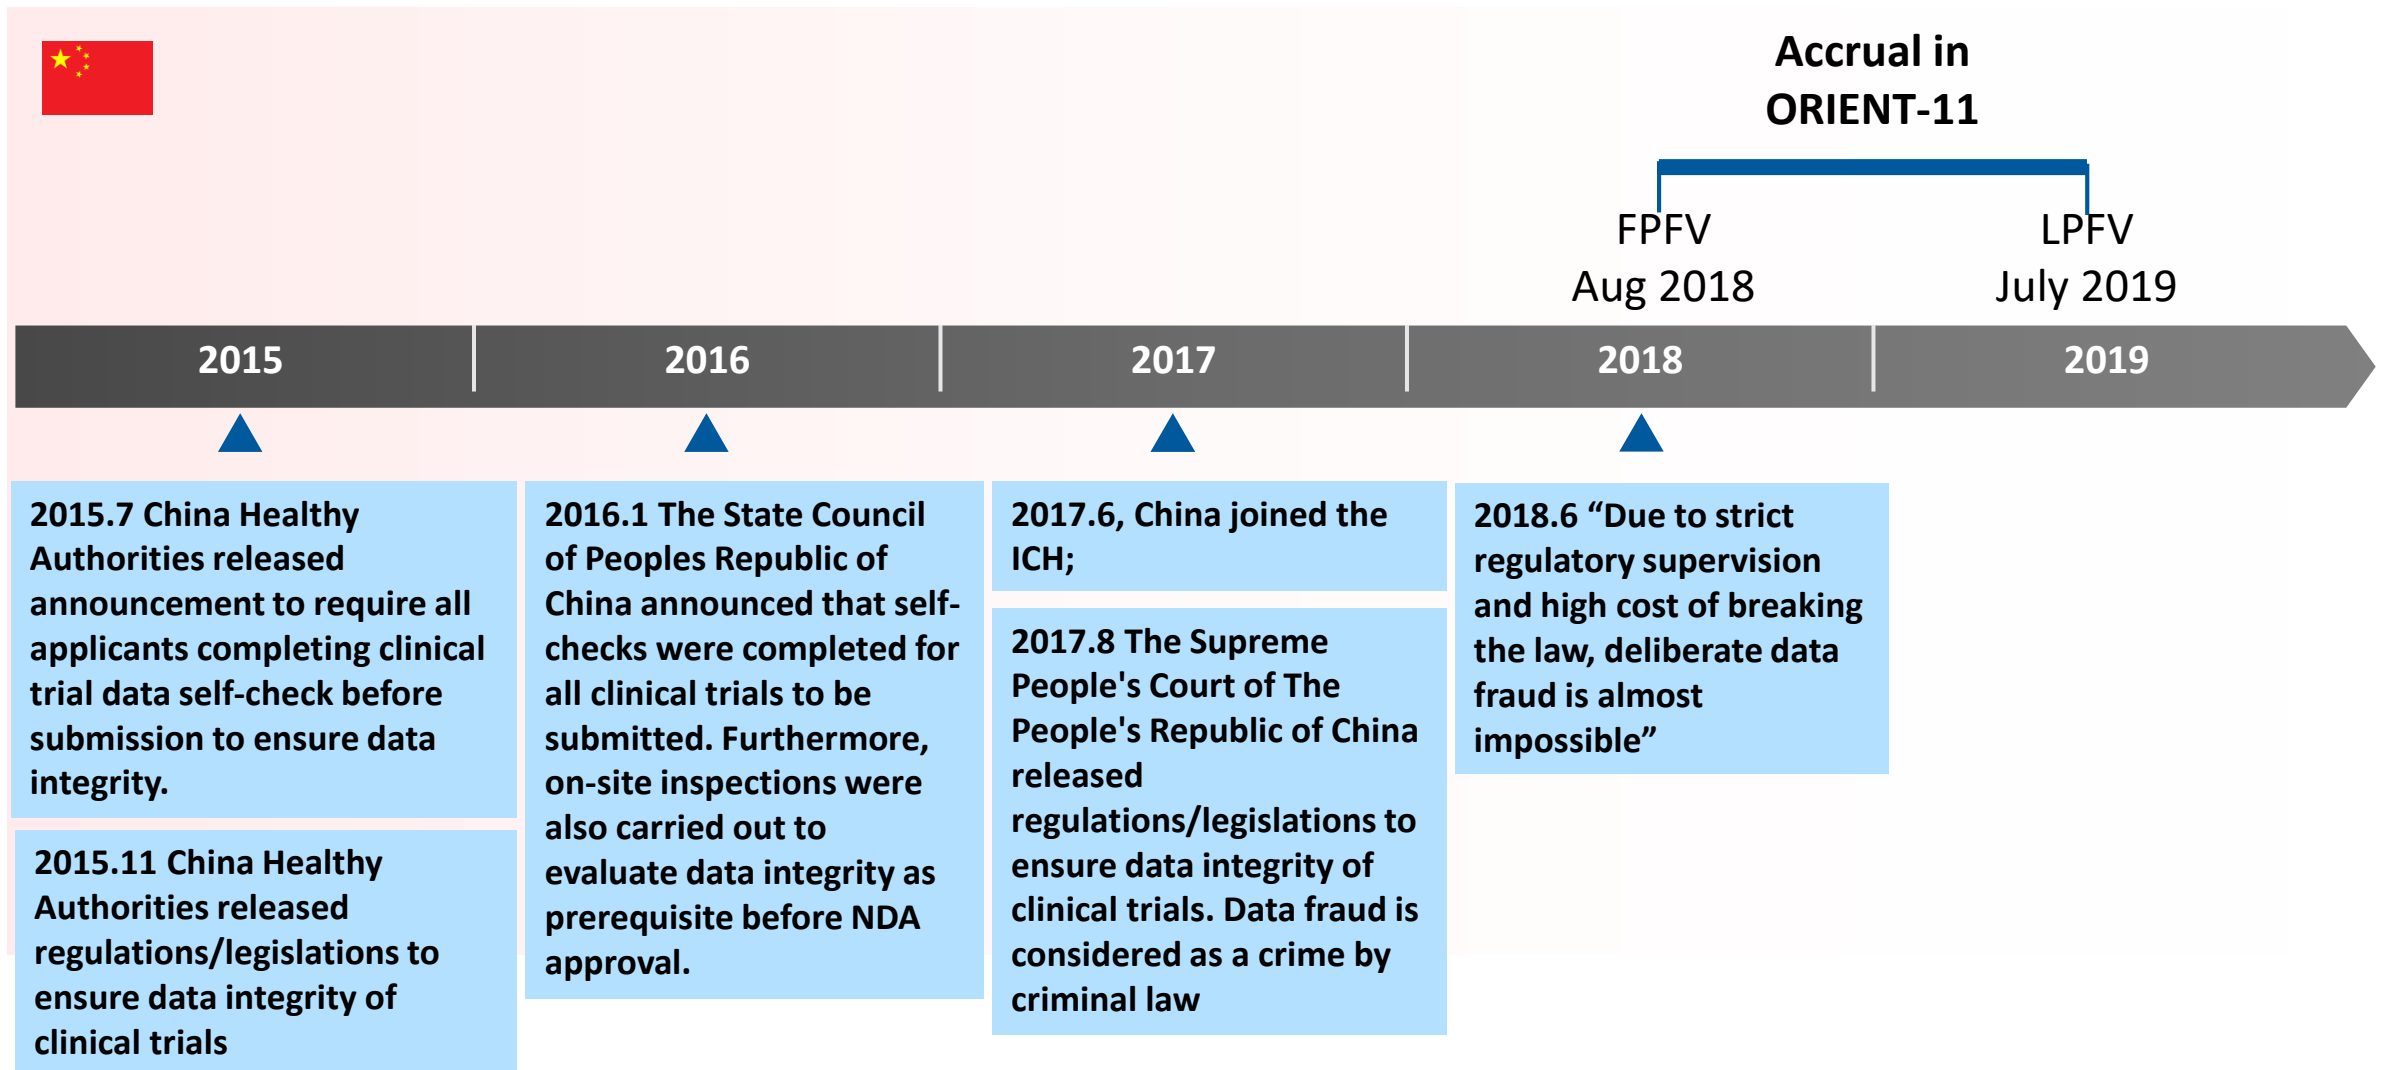 Accrual in
ORIENT-11
FPFV
Aug 2018
LPFV
July 2019
2015
2016
2017
2018
2019
2015.7 China Healthy
Authorities released
announcement to require all
applicants completing clinical
trial data self-check before
submission to ensure data
integrity.
2015.11 China Healthy
Authorities released
regulations/legislations to
ensure data integrity of
clinical trials
2016.1 The State Council
of Peoples Republic of
China announced that self-
checks were completed for
all clinical trials to be
submitted. Furthermore,
on-site inspections were
also carried out to
evaluate data integrity as
prerequisite before NDA
approval.
2017.6, China joined the
ICH;
2017.8 The Supreme
People's Court of The
People's Republic of China
released
regulations/legislations to
ensure data integrity of
clinical trials. Data fraud is
considered as a crime by
criminal law
2018.6 “Due to strict
regulatory supervision
and high cost of breaking
the law, deliberate data
fraud is almost
impossible”